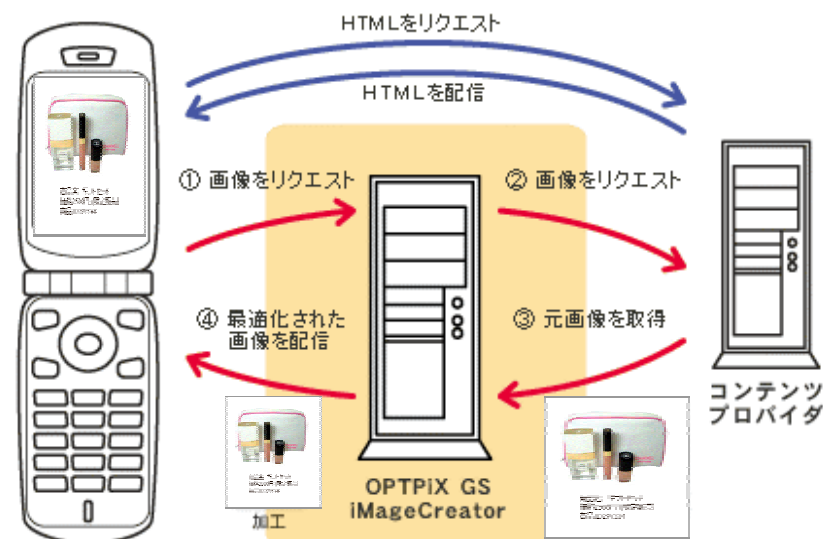 HTMLをリクエスト
HTMLを配信
① 画像をリクエスト
② 画像をリクエスト
④ 最適化された
画像を配信
③ 元画像を取得
コンテンツ
プロバイダ
OPTPiX GS
iMageCreator
加工